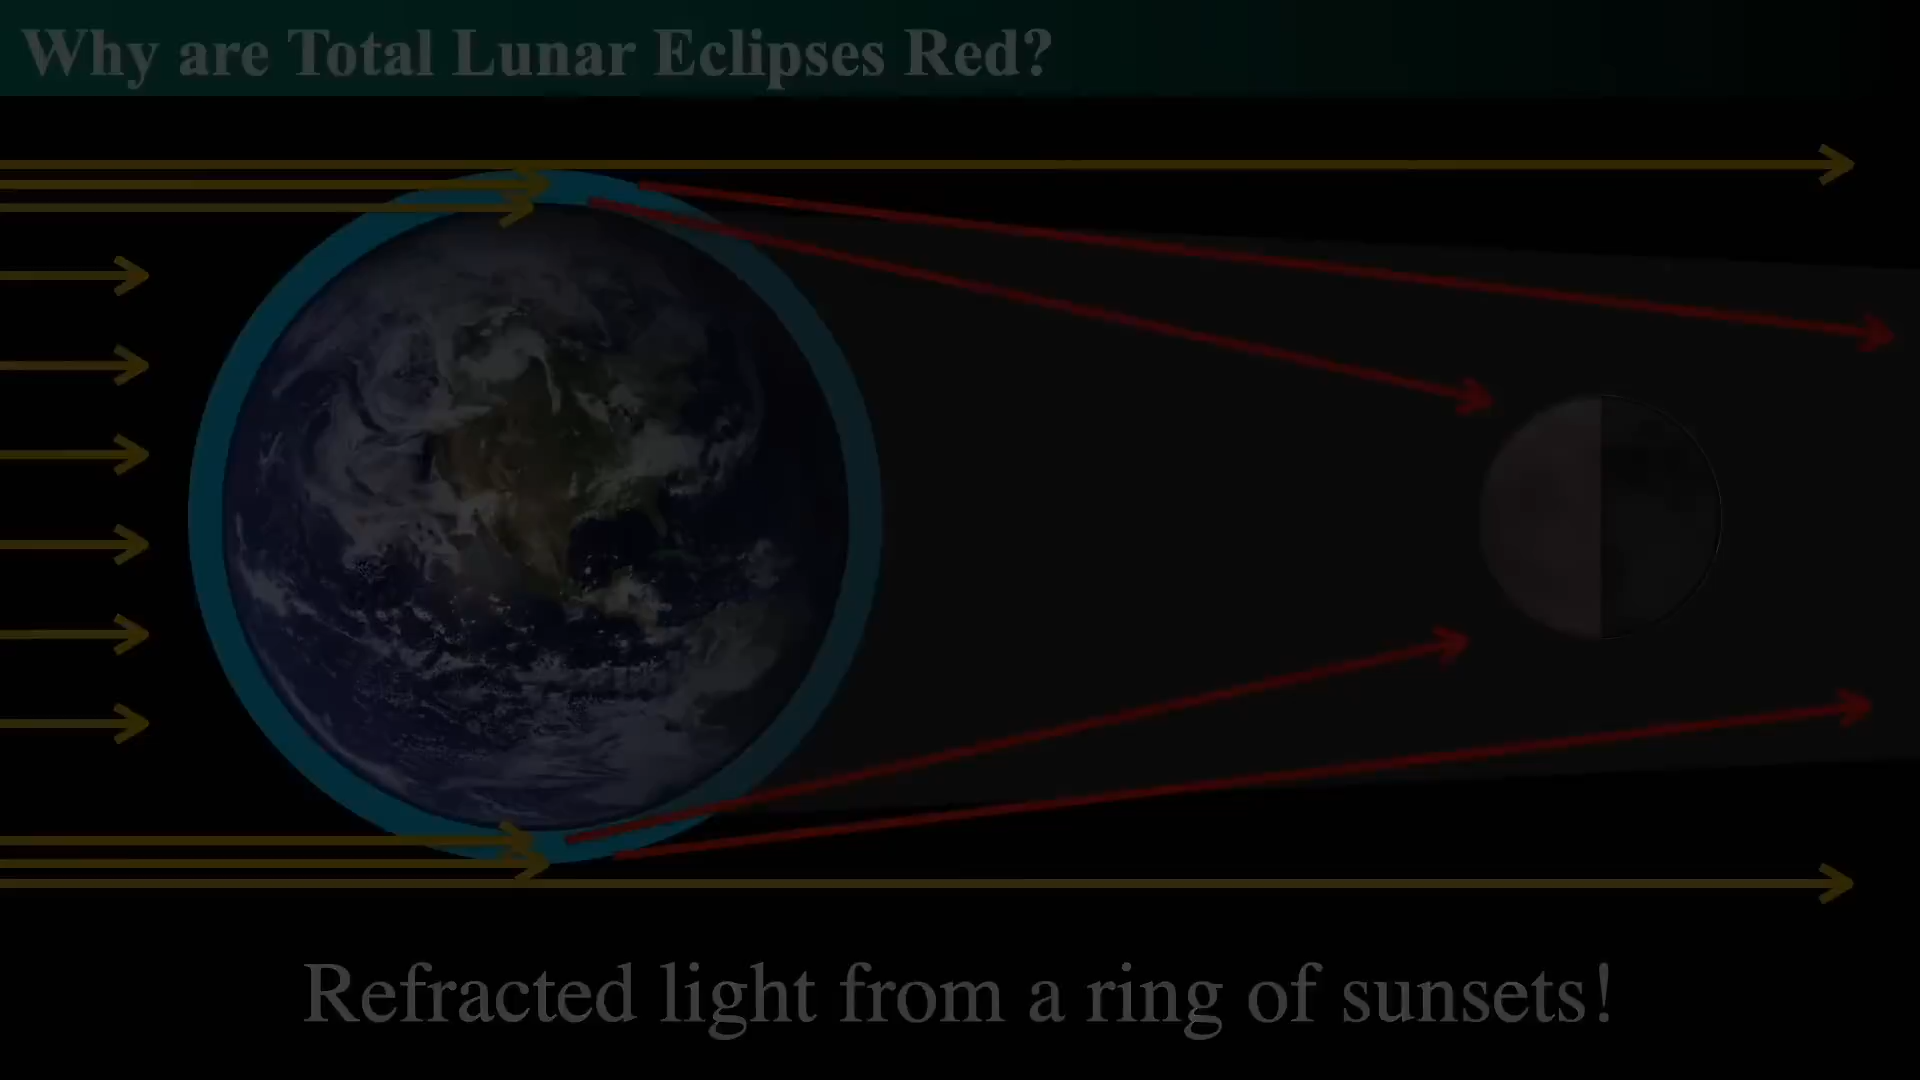 Why are Total Lunar Eclipses Red?
Refracted light from a ring of sunsets!